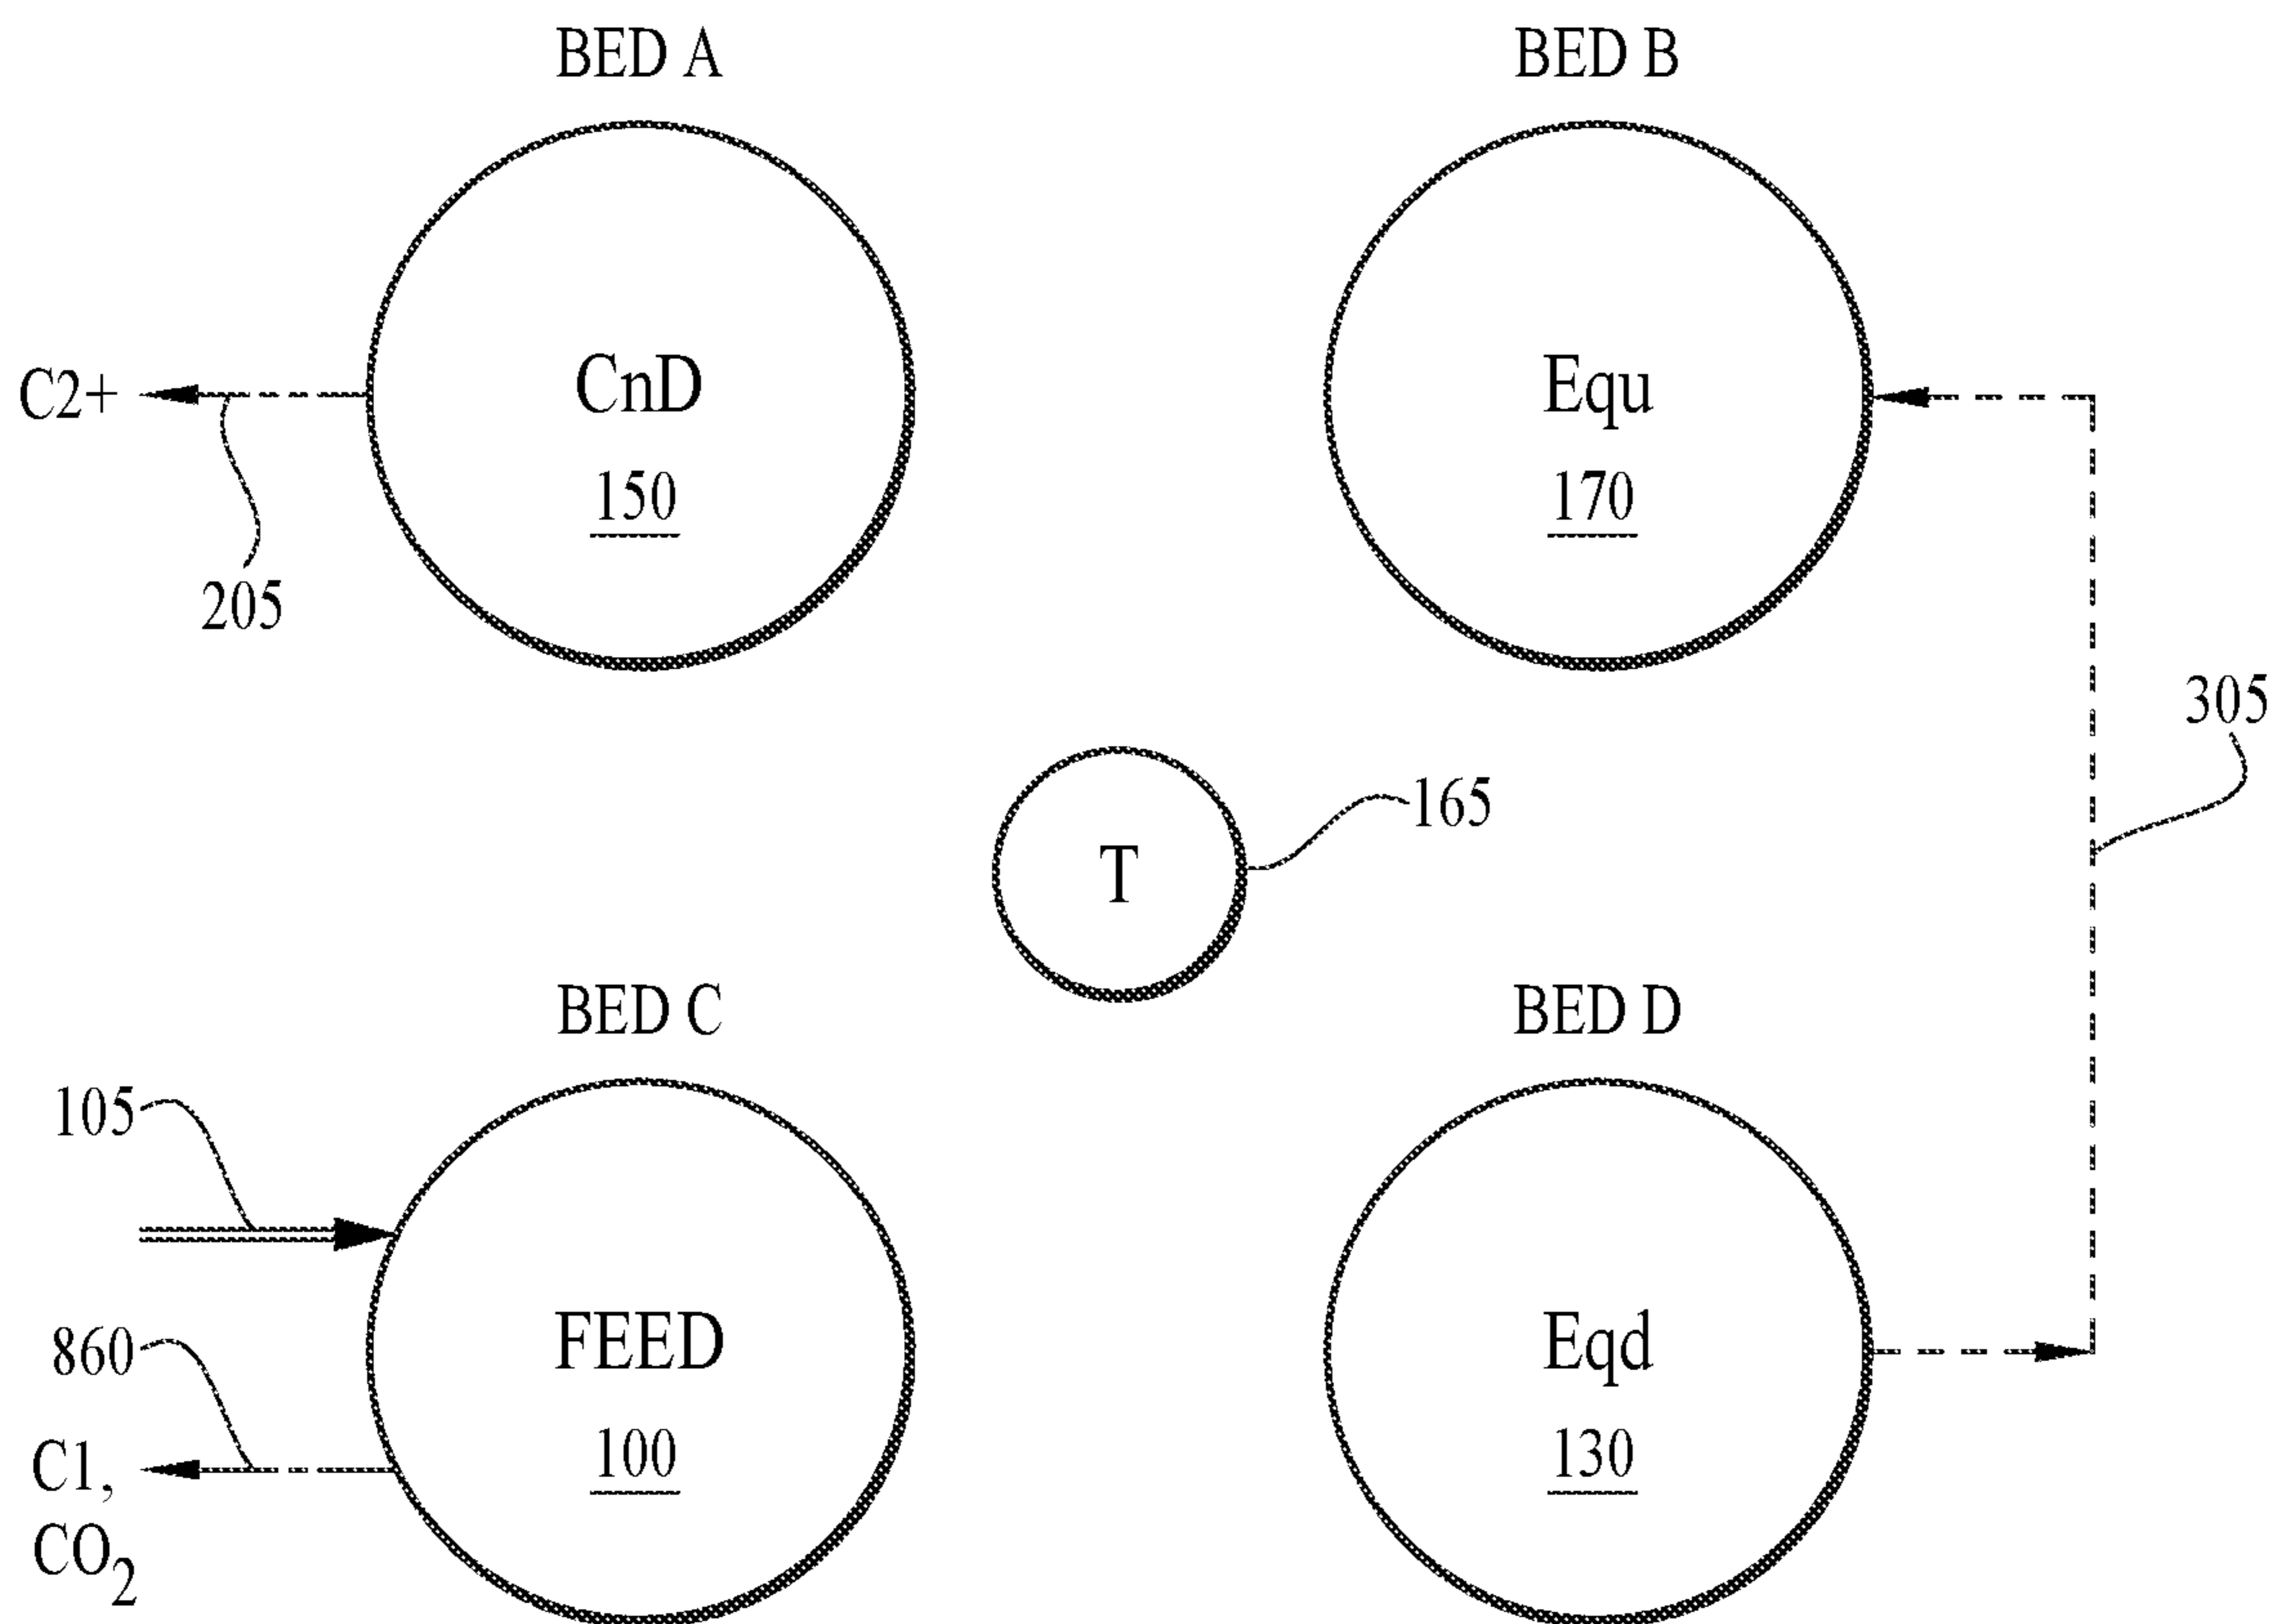 BED A
BED B
C2+
CnD
150
205
Equ
170
305
T
165
BED C
BED D
105
860
C1,
CO2
FEED
100
Eqd
130